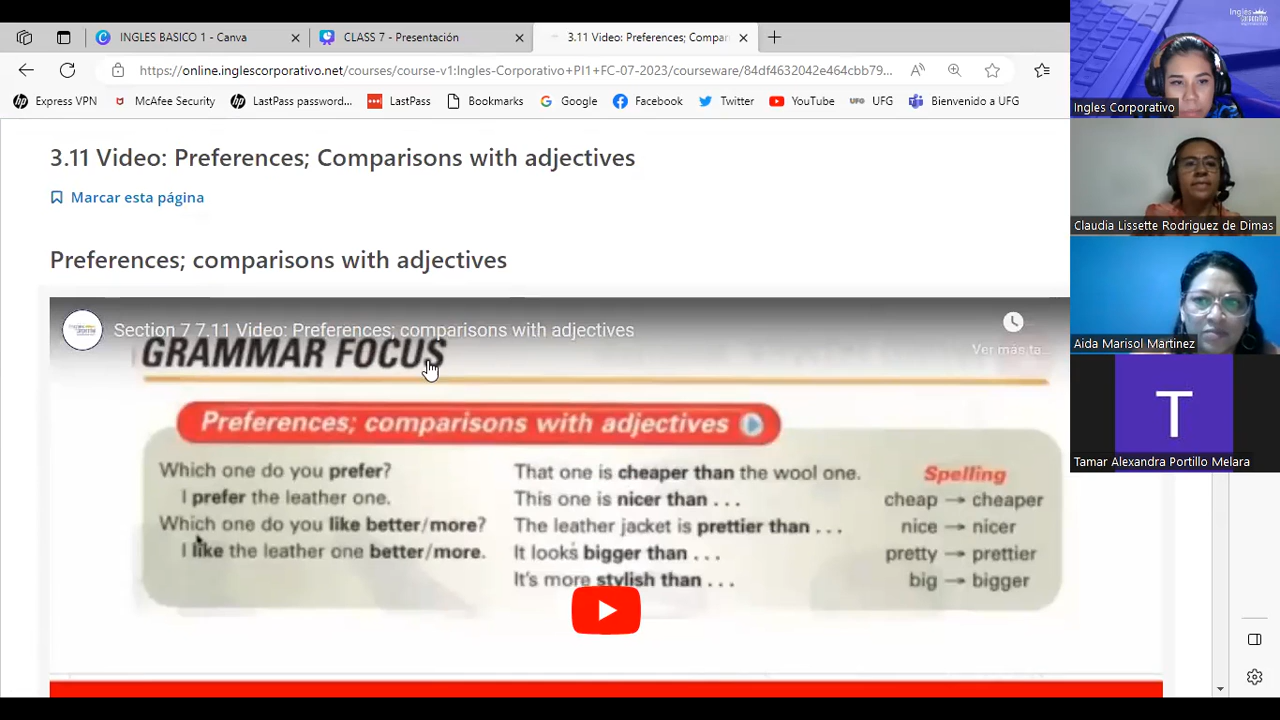 INGLES BASICO 1 - Canva
CLASS 7 - Presentación
3.11 Video: Preferences; Compar
https://online.inglescorporativo.net/courses/course-v1:Ingles-Corporativo+PI1+FC-07-2023/courseware/84df4632042e464cbb79...
Express VPN
McAfee Security
LastPass password...
LastPass
Bookmarks
Google
Facebook
Twitter
YouTube
UFG
UFG
Bienvenido a UFG
3.11 Video: Preferences; Comparisons with adjectives
Marcar esta página
Preferences; comparisons with adjectives
Section 7 7.11 Video: Preferences; comparisons with adjectives
Ver más ta...
GRAMMAR FOCUS
Preferences; comparisons with adjectives
Which one do you prefer?
I prefer the leather one.
Which one do you like better/more?
I like the leather one better/more.
That one is cheaper than the wool one.
This one is nicer than . . .
The leather jacket is prettier than . . .
It looks bigger than . . .
It's more stylish than . . .
Spelling
cheap → cheaper
nice → nicer
pretty → prettier
big → bigger
Ingles
Ingles Corporativo
Claudia Lissette Rodriguez de Dimas
Aida Marisol Martinez
T
Tamar Alexandra Portillo Melara